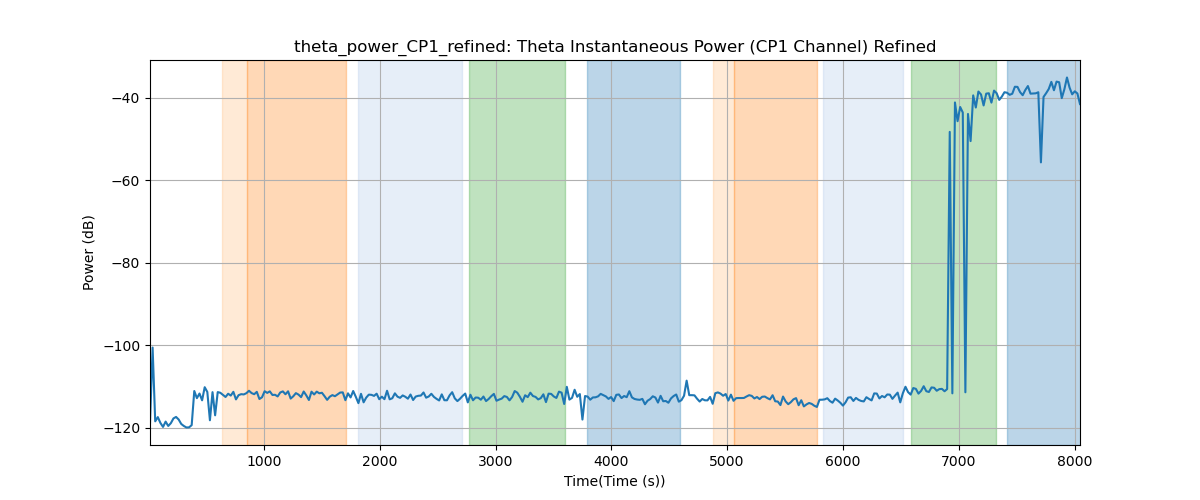 theta_power_CP1_refined: Theta Instantaneous Power (CP1 Channel) Refined
Power (dB)
−40
−60
−80
−100
−120
1000 2000 3000 4000 5000 6000 7000 8000
Time(Time (s))